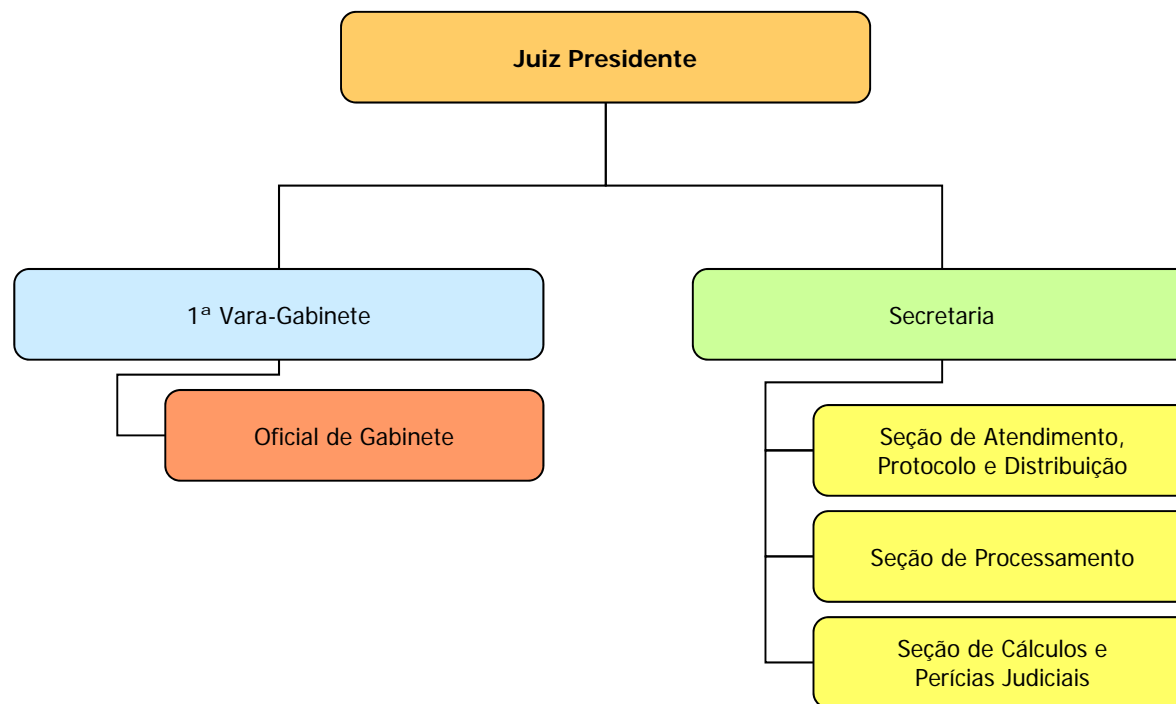 Juiz Presidente
1ª Vara-Gabinete
Secretaria
Oficial de Gabinete
Seção de Atendimento,
Protocolo e Distribuição
Seção de Processamento
Seção de Cálculos e
Perícias Judiciais